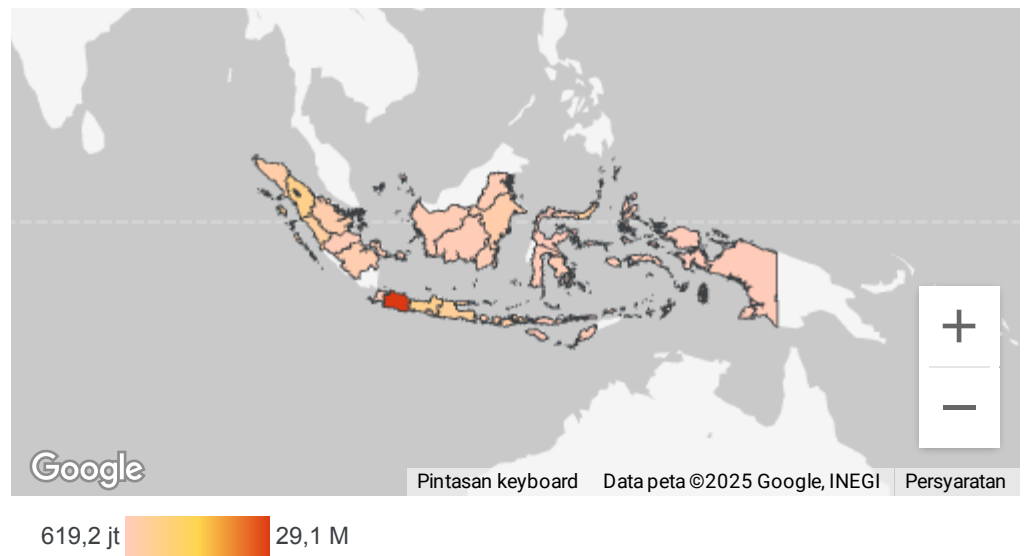 Google
Pintasan keyboard
Data peta ©2025 Google, INEGI
Persyaratan
619,2 jt
29,1 M